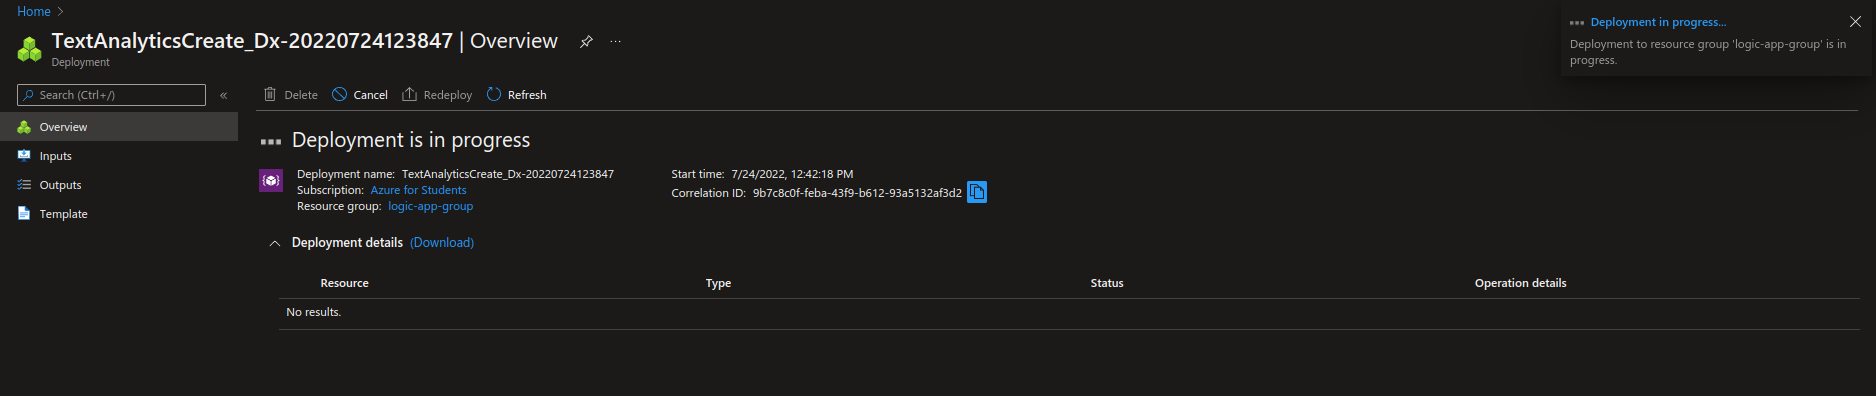 Home
TextAnalyticsCreate_Dx-20220724123847 | Overview
Deployment
Search (Ctrl+/)
Overview
Inputs
Outputs
Template
Delete Cancel Redeploy Refresh
Deployment is in progress
Deployment name: TextAnalyticsCreate_Dx-20220724123847
Subscription: Azure for Students
Resource group: logic-app-group
Start time: 7/24/2022, 12:42:18 PM
Correlation ID: 9b7c8c0f-feba-43f9-b612-93a5132af3d2
Deployment details (Download)
Resource Type Status Operation details
No results.
Deployment in progress...
Deployment to resource group 'logic-app-group' is in
progress.